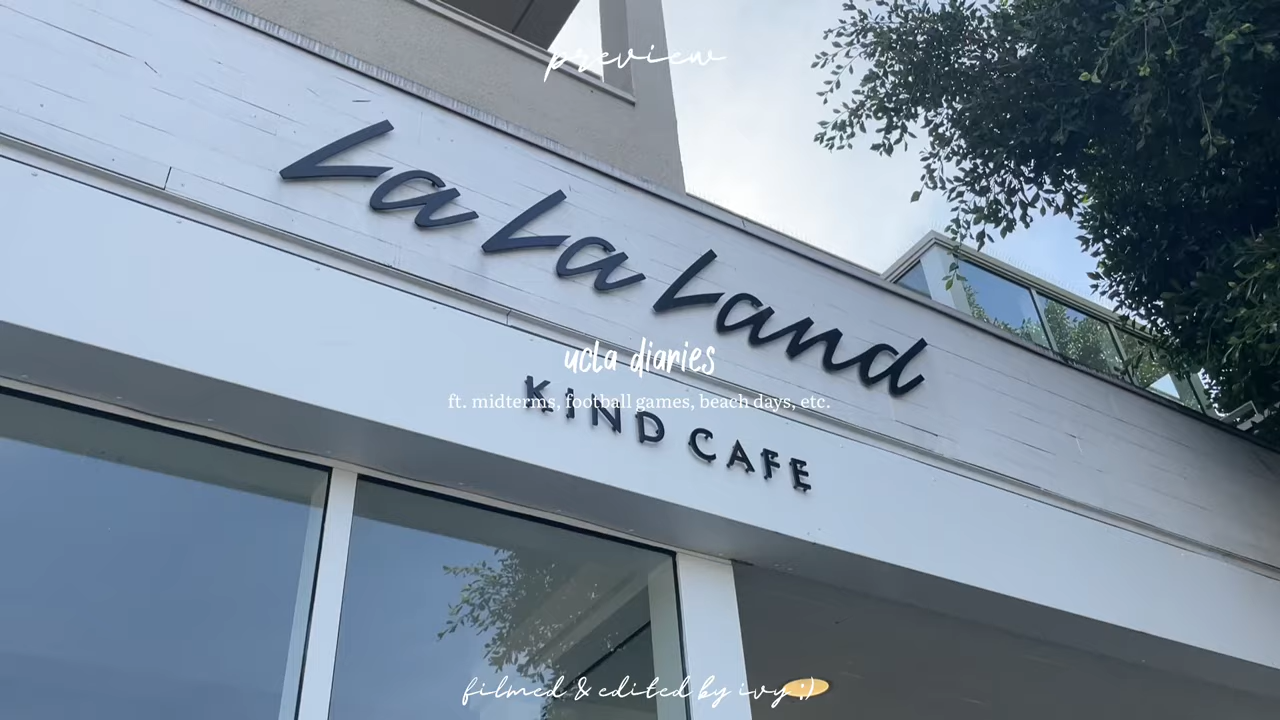 preview
La La Land
ucla diaries
KIND CAFE
ft. midterms, football games, beach days, etc.
filmed & edited by ivy ;)